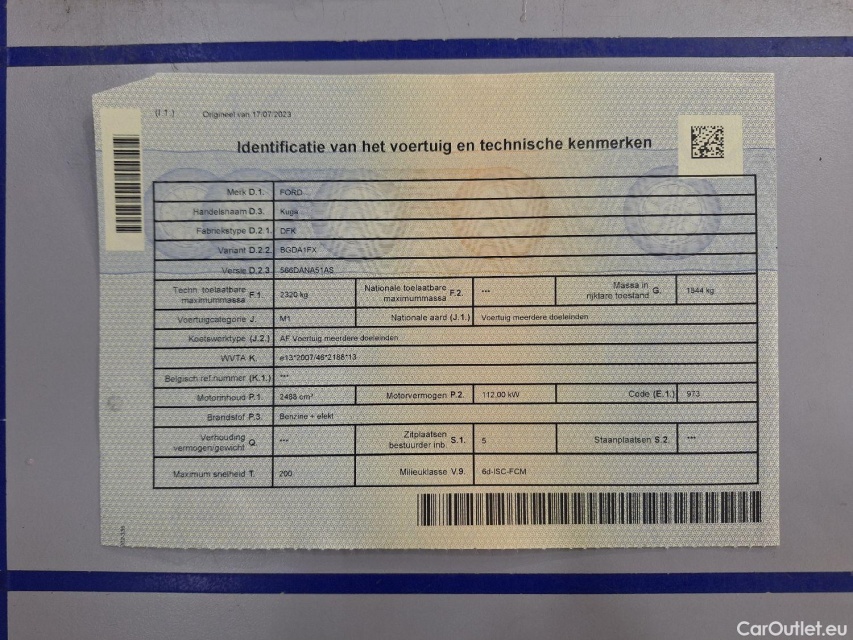 (I.1.) Origineel van 17/07/2023
Identificatie van het voertuig en technische kenmerken
Merk D.1. FORD
Handelsnaam D.3. Kuga
Fabriekstype D.2.1. DFK
Variant D.2.2. BGDA1FX
Versie D.2.3. 566DANA51AS
Techn. toelaatbare maximummassa F.1. 2320 kg Nationale toelaatbare maximummassa F.2. *** Massa in rijklare toestand G. 1844 kg
Voertuigcategorie J. M1 Nationale aard (J.1.) Voertuig meerdere doeleinden
Koetswerktype (J.2.) AF Voertuig meerdere doeleinden
WVTA K. e13*2007/46*2188*13
Belgisch ref.nummer (K.1.) ***
Motorinhoud P.1. 2488 cm³ Motorvermogen P.2. 112,00 kW Code (E.1.) 973
Brandstof P.3. Benzine + elekt
Verhouding vermogen/gewicht Q. *** Zitplaatsen bestuurder inb. S.1. 5 Staanplaatsen S.2. ***
Maximum snelheid T. 200 Milieuklasse V.9. 6d-ISC-FCM
CarOutlet.eu